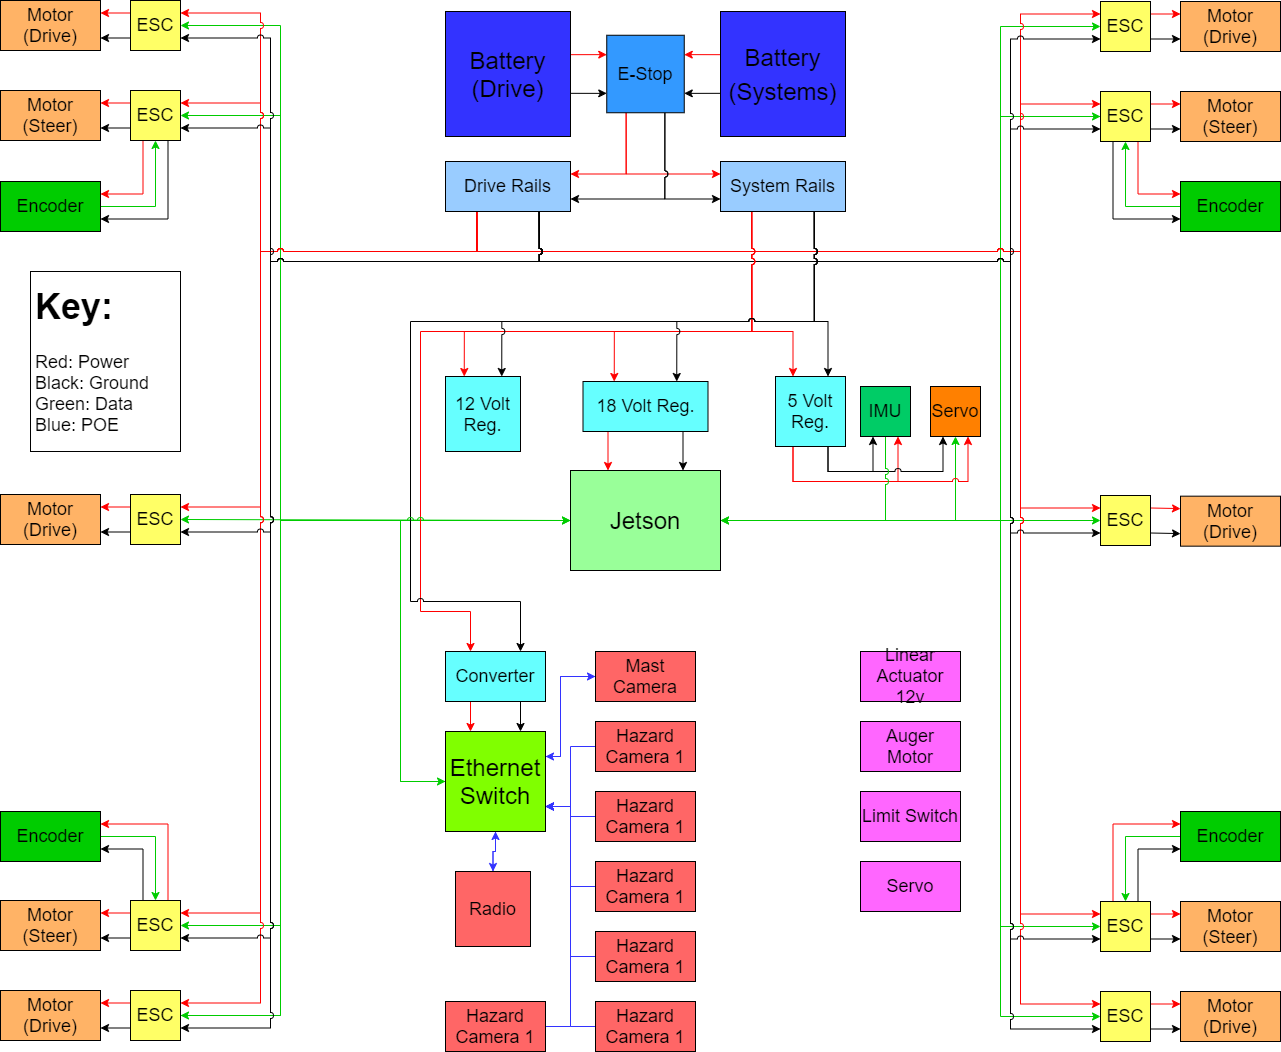 Motor
(Drive)
ESC
Battery
(Drive)
E-Stop
Battery
(Systems)
ESC
Motor
(Drive)
Motor
(Steer)
ESC
ESC
Motor
(Steer)
Encoder
Drive Rails
System Rails
Encoder
Key:
Red: Power
Black: Ground
Green: Data
Blue: POE
12 Volt
Reg.
18 Volt Reg.
5 Volt
Reg.
IMU
Servo
Motor
(Drive)
ESC
Jetson
ESC
Motor
(Drive)
Converter
Mast
Camera
Linear
Actuator
12v
Ethernet
Switch
Hazard
Camera 1
Auger
Motor
Hazard
Camera 1
Limit Switch
Encoder
Encoder
Radio
Hazard
Camera 1
Servo
Motor
(Steer)
ESC
Hazard
Camera 1
ESC
Motor
(Steer)
Motor
(Drive)
ESC
Hazard
Camera 1
Hazard
Camera 1
ESC
Motor
(Drive)